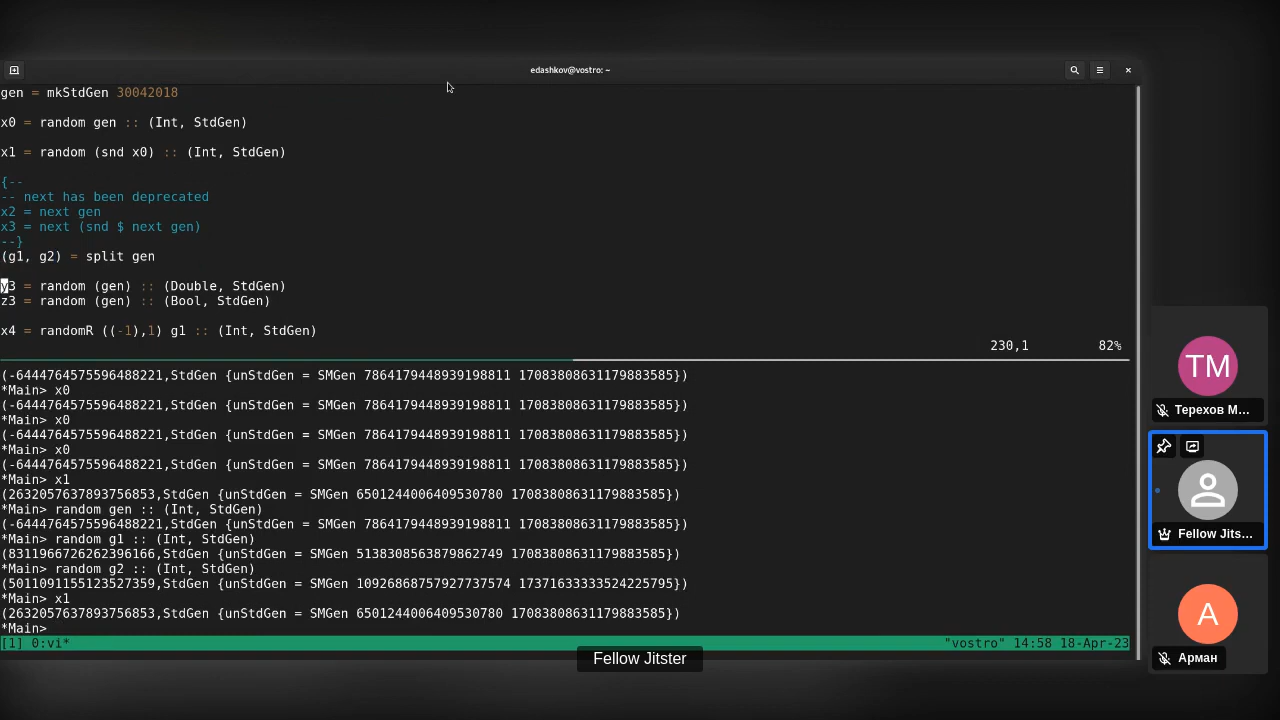 edashkov@vostro: ~
gen = mkStdGen 30042018
x0 = random gen :: (Int, StdGen)
x1 = random (snd x0) :: (Int, StdGen)
{--
-- next has been deprecated
x2 = next gen
x3 = next (snd $ next gen)
--}
(g1, g2) = split gen
y3 = random (gen) :: (Double, StdGen)
z3 = random (gen) :: (Bool, StdGen)
x4 = randomR ((-1),1) g1 :: (Int, StdGen)
230,1 82%
(-6444764575596488221,StdGen {unStdGen = SMGen 7864179448939198811 17083808631179883585})
*Main> x0
(-6444764575596488221,StdGen {unStdGen = SMGen 7864179448939198811 17083808631179883585})
*Main> x0
(-6444764575596488221,StdGen {unStdGen = SMGen 7864179448939198811 17083808631179883585})
*Main> x0
(-6444764575596488221,StdGen {unStdGen = SMGen 7864179448939198811 17083808631179883585})
*Main> x1
(2632057637893756853,StdGen {unStdGen = SMGen 6501244006409530780 17083808631179883585})
*Main> random gen :: (Int, StdGen)
(-6444764575596488221,StdGen {unStdGen = SMGen 7864179448939198811 17083808631179883585})
*Main> random g1 :: (Int, StdGen)
(8311966726262396166,StdGen {unStdGen = SMGen 5138308563879862749 17083808631179883585})
*Main> random g2 :: (Int, StdGen)
(5011091155123527359,StdGen {unStdGen = SMGen 10926868757927737574 17371633333524225795})
*Main> x1
(2632057637893756853,StdGen {unStdGen = SMGen 6501244006409530780 17083808631179883585})
*Main>
[1] 0:vi* "vostro" 14:58 18-Apr-23
Fellow Jitster
TM
Терехов М...
Fellow Jits...
A
Арман